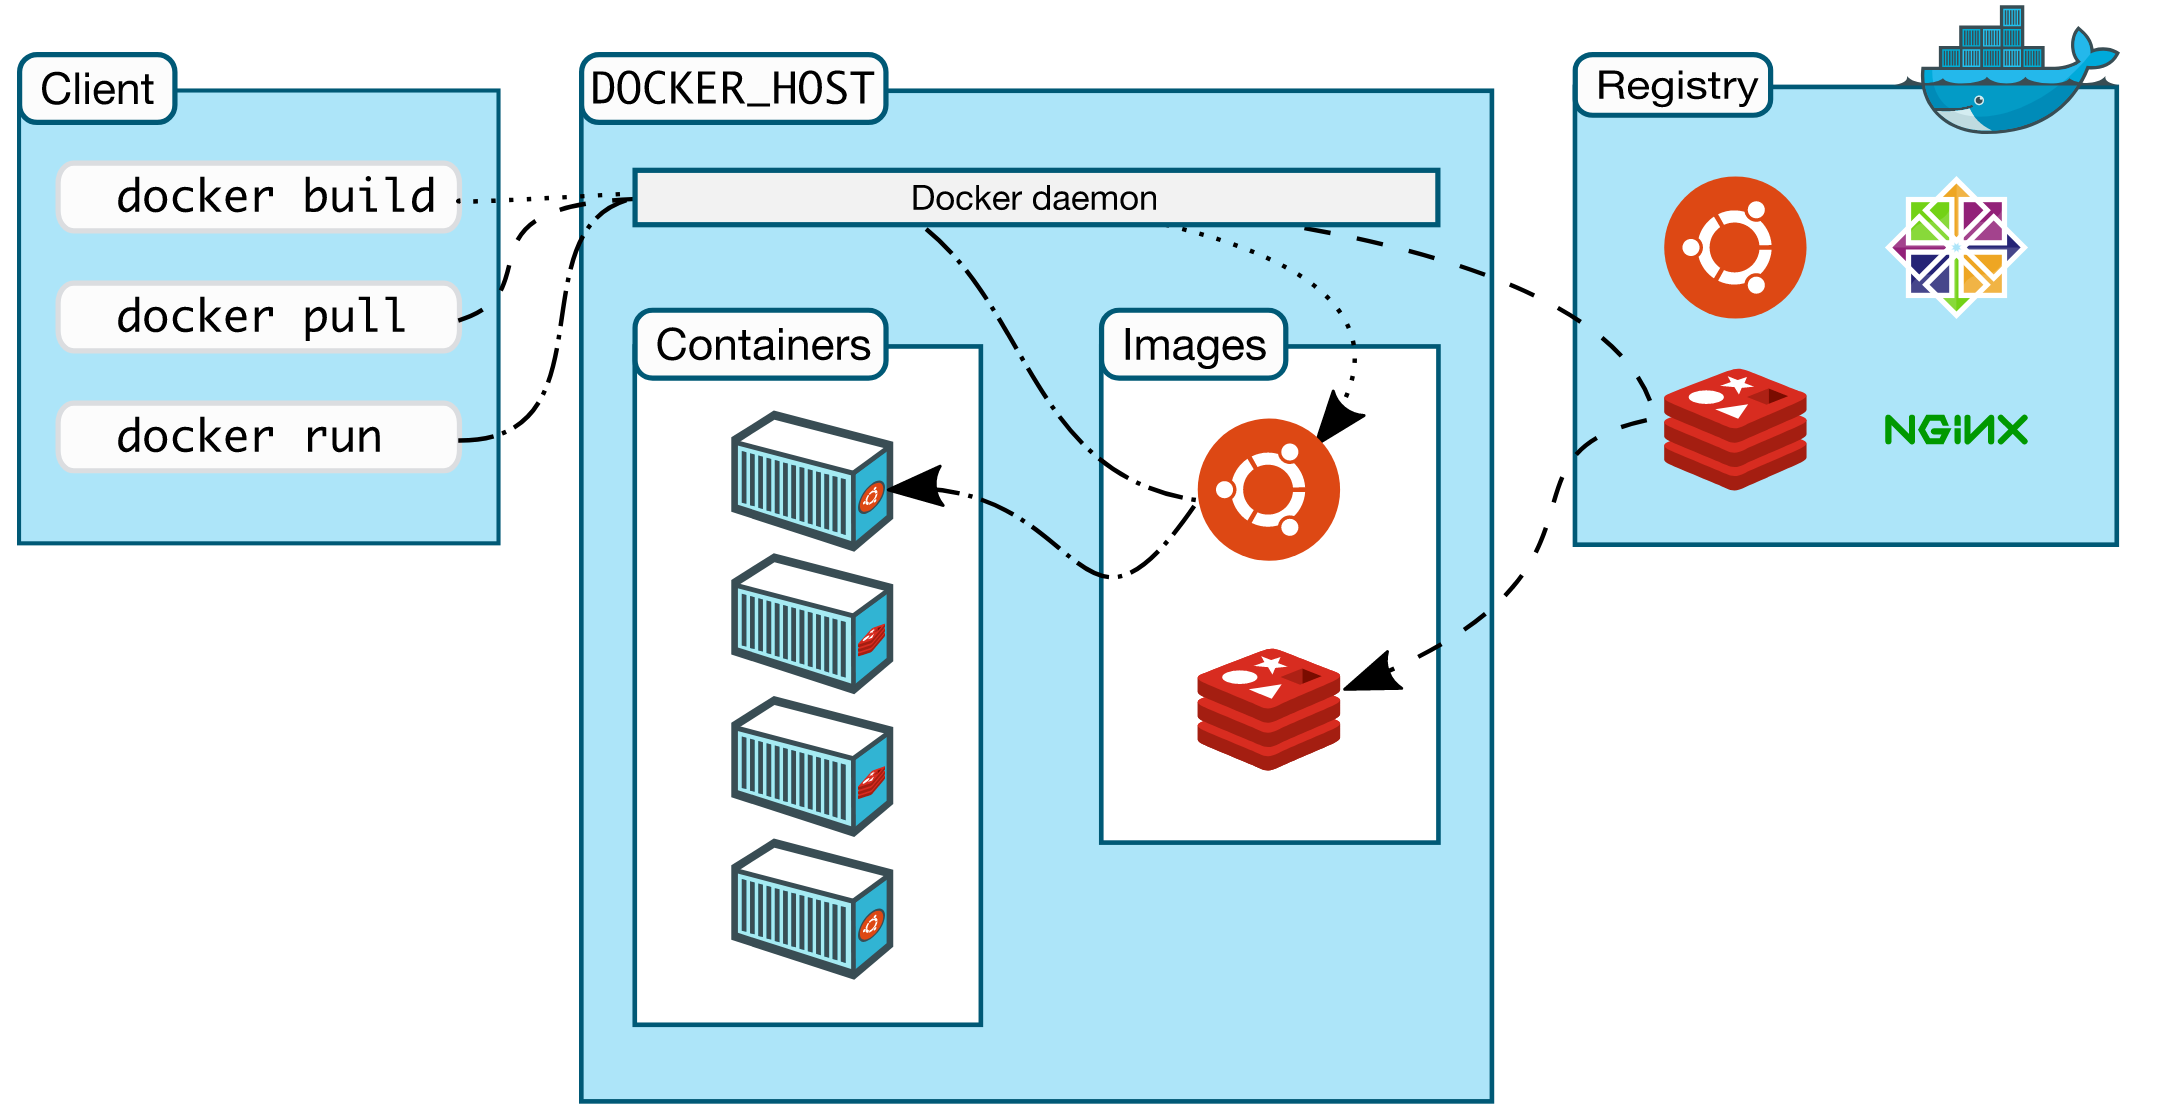 Client
docker build
docker pull
docker run
DOCKER_HOST
Docker daemon
Containers
Images
Registry
NGiNX